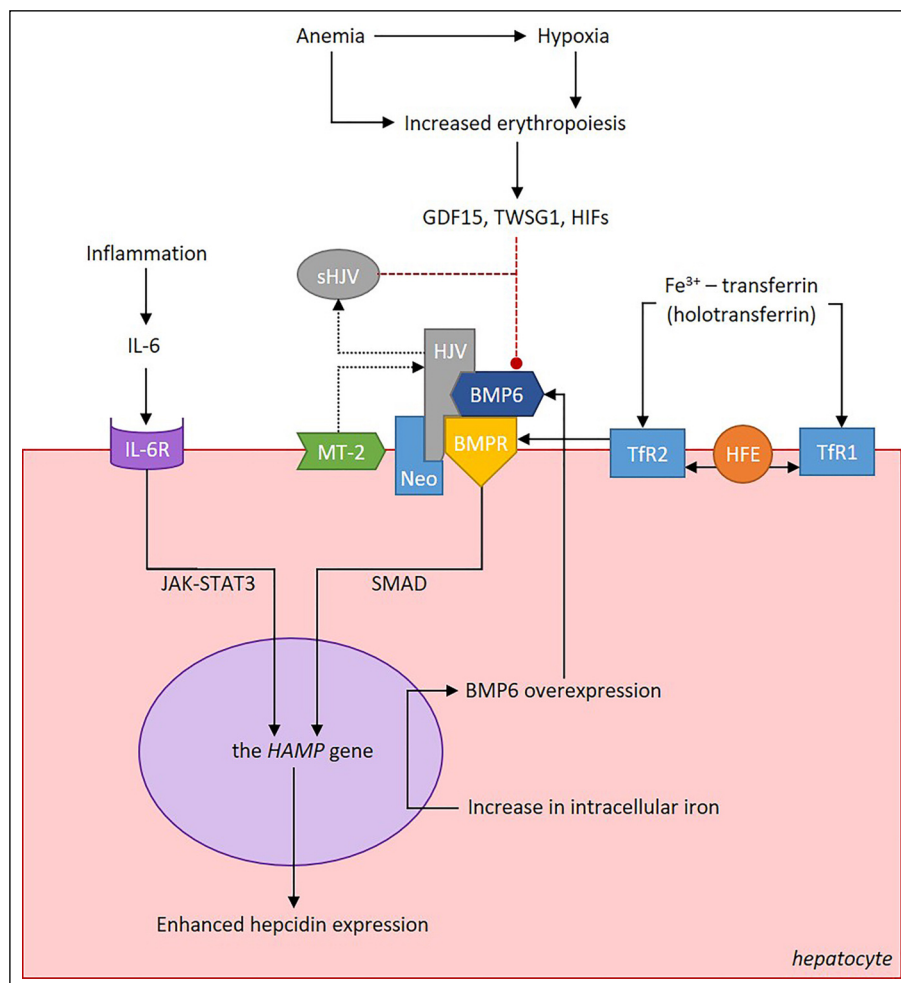 Anemia
Hypoxia
Increased erythropoiesis
GDF15, TWSG1, HIFs
Inflammation
sHJV
Fe³⁺ – transferrin
(holotransferrin)
IL-6
HJV
BMP6
IL-6R
MT-2
Neo
BMPR
TfR2
HFE
TfR1
JAK-STAT3
SMAD
BMP6 overexpression
the HAMP gene
Increase in intracellular iron
Enhanced hepcidin expression
hepatocyte